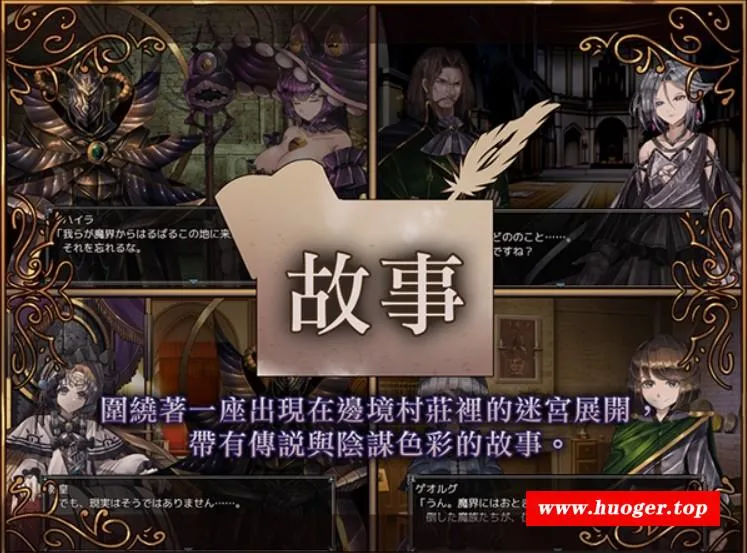 ハイラ
「我らが魔界からはるばるこの地に来
それを忘れるな。
どののこと……。
ですね？
故事
圍繞著一座出現在邊境村莊裡的迷宮展開，
帶有傳說與陰謀色彩的故事。
皇
でも、現実はそうではありません……。
ゲオルグ
「うん。魔界にはおとぎ
倒した魔族たちが、
www.huoger.top